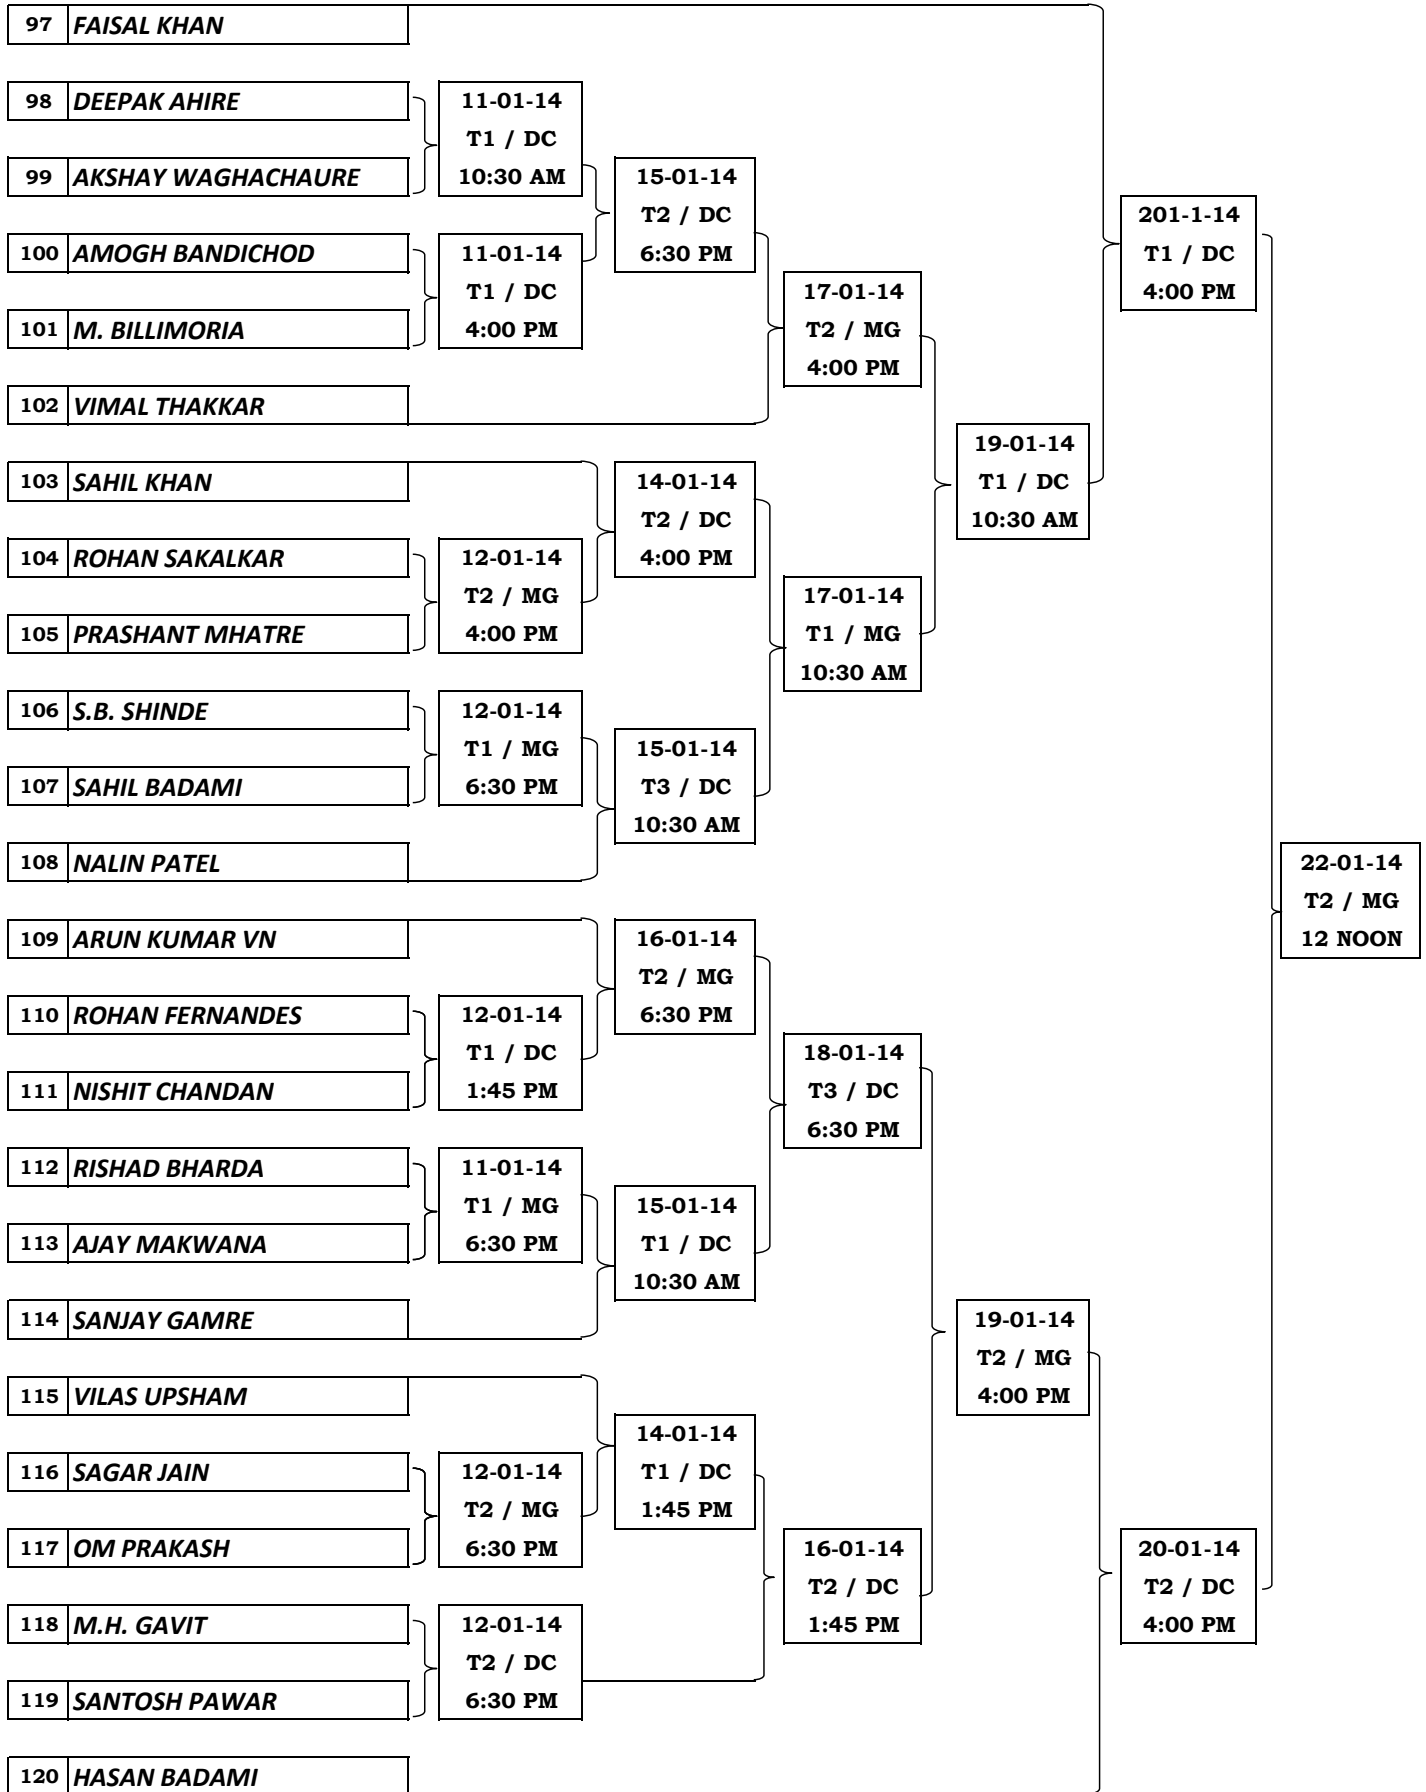 97 FAISAL KHAN
98 DEEPAK AHIRE
11-01-14
T1 / DC
99 AKSHAY WAGHACHAURE
10:30 AM
15-01-14
T2 / DC
201-1-14
100 AMOGH BANDICHOD
11-01-14
6:30 PM
T1 / DC
T1 / DC
17-01-14
4:00 PM
101 M. BILLIMORIA
4:00 PM
T2 / MG
4:00 PM
102 VIMAL THAKKAR
19-01-14
103 SAHIL KHAN
14-01-14
T1 / DC
T2 / DC
10:30 AM
104 ROHAN SAKALKAR
12-01-14
4:00 PM
T2 / MG
17-01-14
105 PRASHANT MHATRE
4:00 PM
T1 / MG
10:30 AM
106 S.B. SHINDE
12-01-14
T1 / MG
15-01-14
107 SAHIL BADAMI
6:30 PM
T3 / DC
10:30 AM
108 NALIN PATEL
22-01-14
T2 / MG
109 ARUN KUMAR VN
16-01-14
12 NOON
T2 / MG
110 ROHAN FERNANDES
12-01-14
6:30 PM
T1 / DC
18-01-14
111 NISHIT CHANDAN
1:45 PM
T3 / DC
6:30 PM
112 RISHAD BHARDA
11-01-14
T1 / MG
15-01-14
113 AJAY MAKWANA
6:30 PM
T1 / DC
10:30 AM
114 SANJAY GAMRE
19-01-14
T2 / MG
115 VILAS UPSHAM
4:00 PM
14-01-14
116 SAGAR JAIN
12-01-14
T1 / DC
T2 / MG
1:45 PM
117 OM PRAKASH
6:30 PM
16-01-14
20-01-14
T2 / DC
T2 / DC
118 M.H. GAVIT
12-01-14
1:45 PM
4:00 PM
T2 / DC
119 SANTOSH PAWAR
6:30 PM
120 HASAN BADAMI